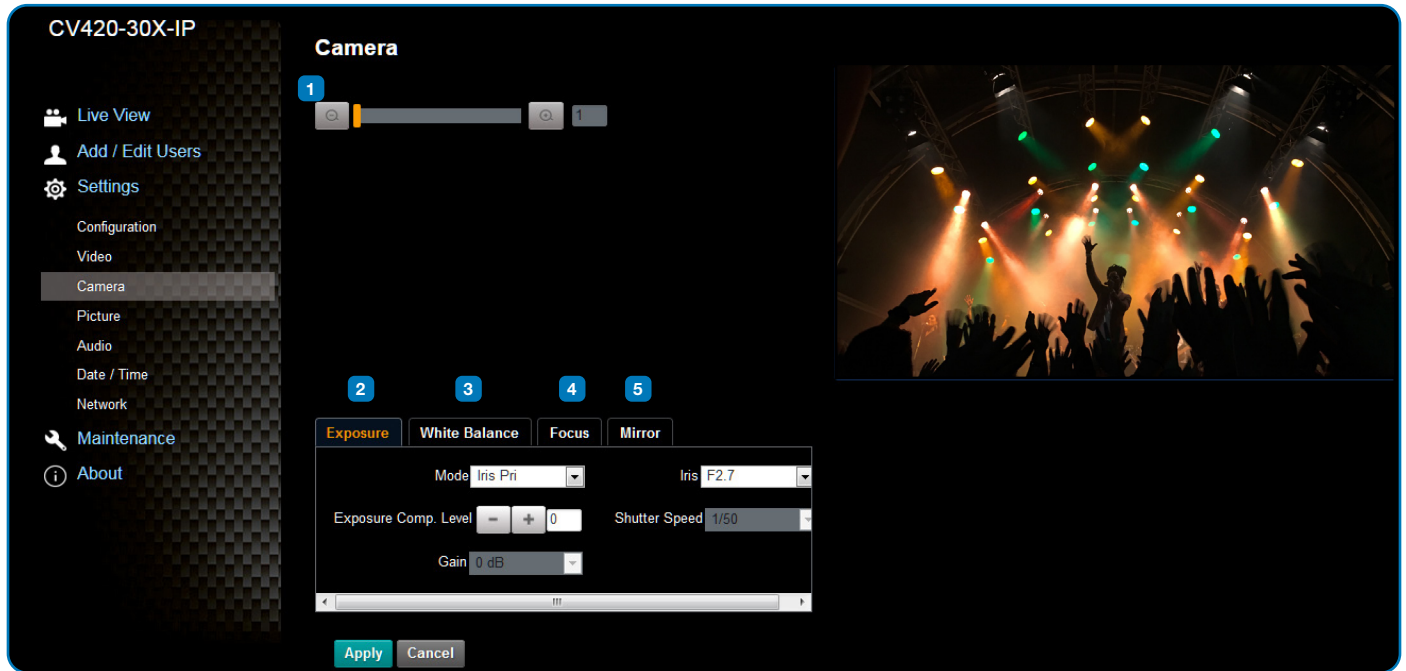 CV420-30X-IP
Live View
Add / Edit Users
Settings
Configuration
Video
Camera
Picture
Audio
Date / Time
Network
Maintenance
About
Camera
1
1
2 3 4 5
Exposure White Balance Focus Mirror
Mode Iris Pri Iris F2.7
Exposure Comp. Level - + 0 Shutter Speed 1/50
Gain 0 dB
Apply Cancel